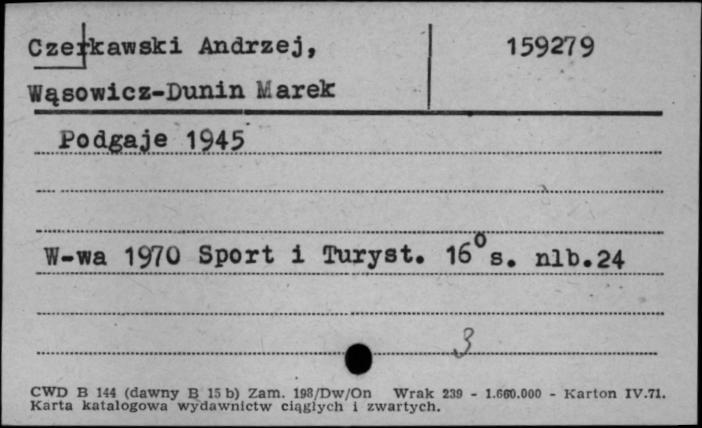 Czerkawski Andrzej,
159279
Wąsowicz-Dunin Marek
Podgaje 1945
W-wa 1970 Sport i Turyst. 16° s. nlb.24
3
CWD B 144 (dawny B 15 b) Zam. 198/Dw/On Wrak 239 - 1.660.000 - Karton IV.71.
Karta katalogowa wydawnictw ciągłych i zwartych.